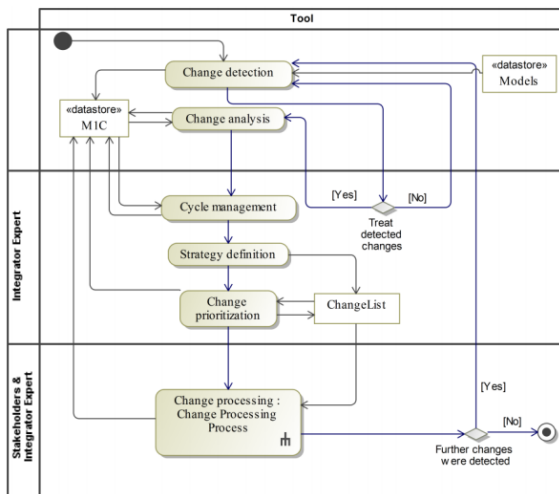 Tool
Integrator Expert
Stakeholders &
Integrator Expert
Change detection
«datastore»
Models
«datastore»
MIC
Change analysis
[Yes]
[No]
Cycle management
Treat
detected
changes
Strategy definition
Change
prioritization
ChangeList
Change processing :
Change Processing
Process
[Yes]
[No]
Further changes
were detected